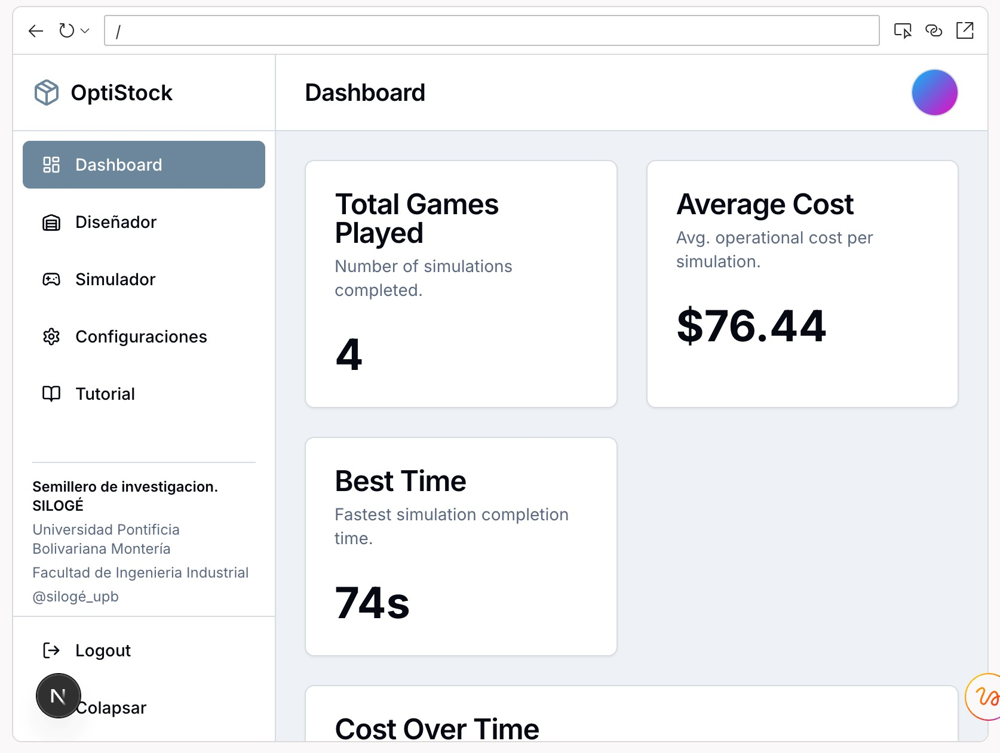 /
OptiStock
Dashboard
Dashboard
Diseñador
Simulador
Configuraciones
Tutorial
Semillero de investigacion.
SILOGÉ
Universidad Pontificia
Bolivariana Montería
Facultad de Ingenieria Industrial
@silogé_upb
Logout
N
Colapsar
Total Games
Played
Number of simulations
completed.
4
Average Cost
Avg. operational cost per
simulation.
$76.44
Best Time
Fastest simulation completion
time.
74s
Cost Over Time